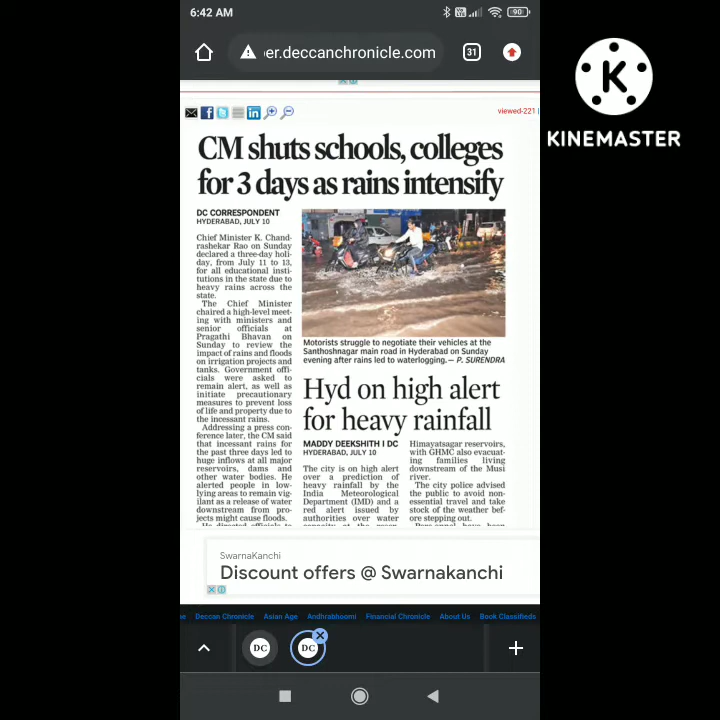 6:42 AM
90
er.deccanchronicle.com
31
K
KINEMASTER
viewed-221
CM shuts schools, colleges
for 3 days as rains intensify
DC CORRESPONDENT
HYDERABAD, JULY 10
Chief Minister K. Chand-
rashekar Rao on Sunday
declared a three-day holi-
day, from July 11 to 13,
for all educational insti-
tutions in the state due to
heavy rains across the
state.
The Chief Minister
chaired a high-level meet-
ing with ministers and
senior officials at
Pragathi Bhavan on
Sunday to review the
impact of rains and floods
on irrigation projects and
tanks. Government offi-
cials were asked to
remain alert, as well as
initiate precautionary
measures to prevent loss
of life and property due to
the incessant rains.
Addressing a press con-
ference later, the CM said
that incessant rains for
the past three days led to
huge inflows at all major
reservoirs, dams and
other water bodies. He
alerted people in low-
lying areas to remain vig-
ilant as a release of water
downstream from pro-
jects might cause floods.
He directed officials to
Motorists struggle to negotiate their vehicles at the
Santhoshnagar main road in Hyderabad on Sunday
evening after rains led to waterlogging. — P. SURENDRA
Hyd on high alert
for heavy rainfall
MADDY DEEKSHITH I DC
HYDERABAD, JULY 10
The city is on high alert
over a prediction of
heavy rainfall by the
India Meteorological
Department (IMD) and a
red alert issued by
authorities over water
Himayatsagar reservoirs,
with GHMC also evacuat-
ing families living
downstream of the Musi
river.
The city police advised
the public to avoid non-
essential travel and take
stock of the weather bef-
ore stepping out.
SwarnaKanchi
Discount offers @ Swarnakanchi
Deccan Chronicle Asian Age Andhrabhoomi Financial Chronicle About Us Book Classifieds
DC
DC